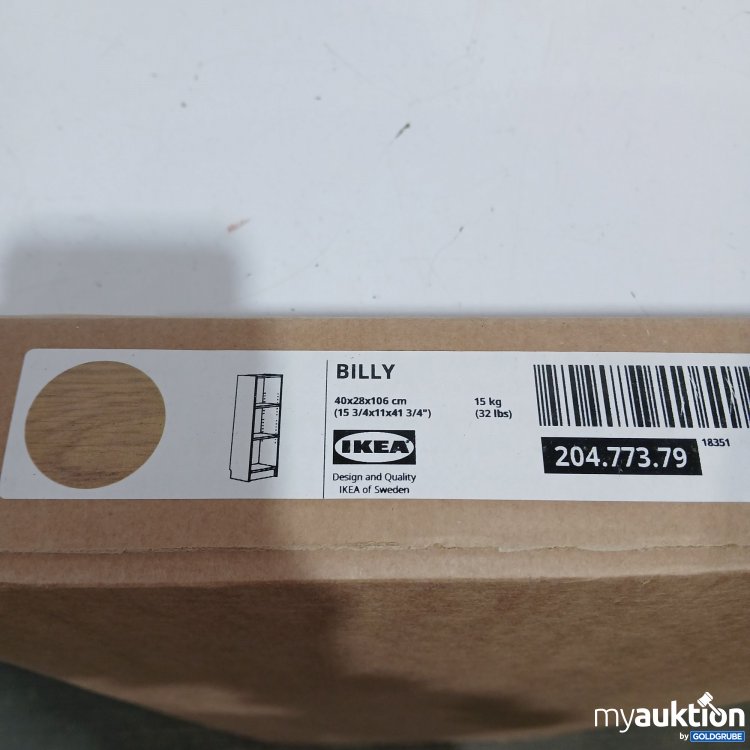 BILLY
40x28x106 cm
(15 3/4x11x41 3/4")
15 kg
(32 lbs)
IKEA
Design and Quality
IKEA of Sweden
204.773.79
18351
myauktion
by GOLDGRUBE